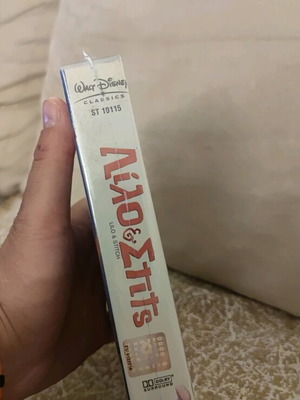 WALT DISNEY
CLASSICS
ST 10115
Λίλο & Στιτς
LILO & STITCH
DOLBY
SURROUND